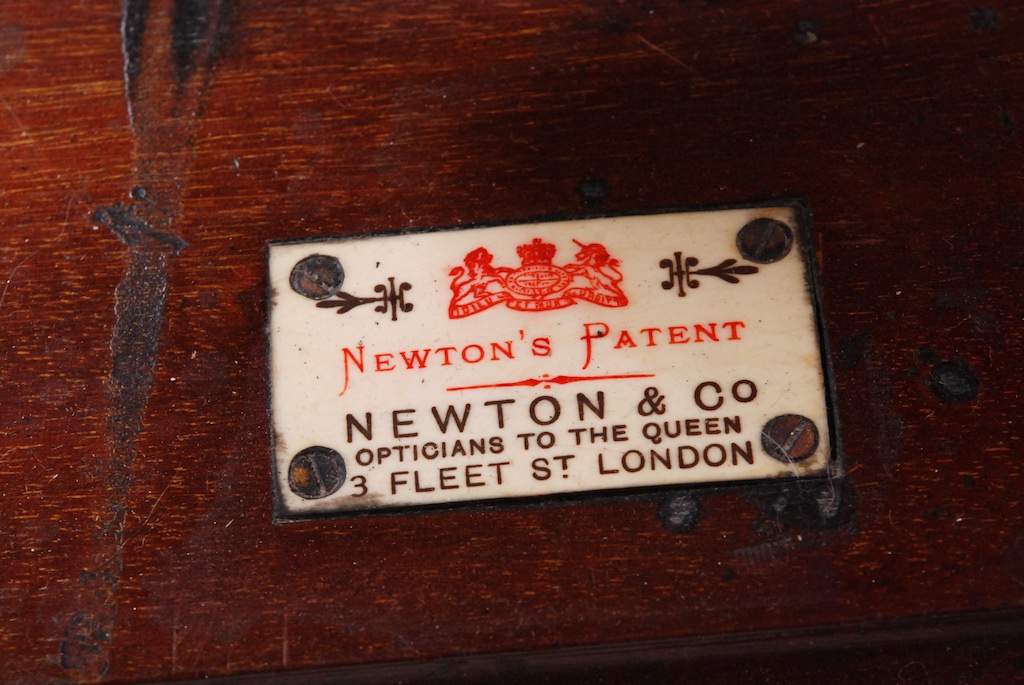 NEWTON'S PATENT
NEWTON & CO
OPTICIANS TO THE QUEEN
3 FLEET ST LONDON